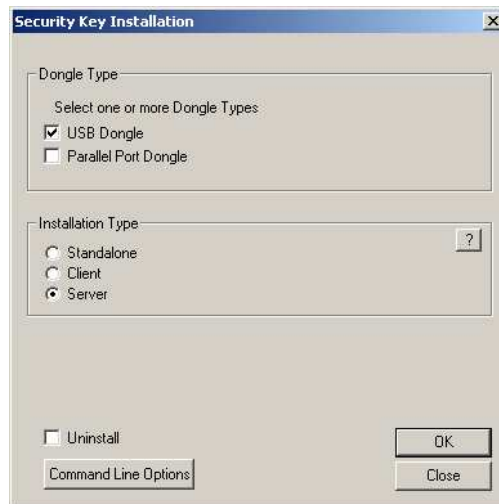 Security Key Installation
Dongle Type
Select one or more Dongle Types
USB Dongle
Parallel Port Dongle
Installation Type
?
Standalone
Client
Server
Uninstall
OK
Command Line Options
Close